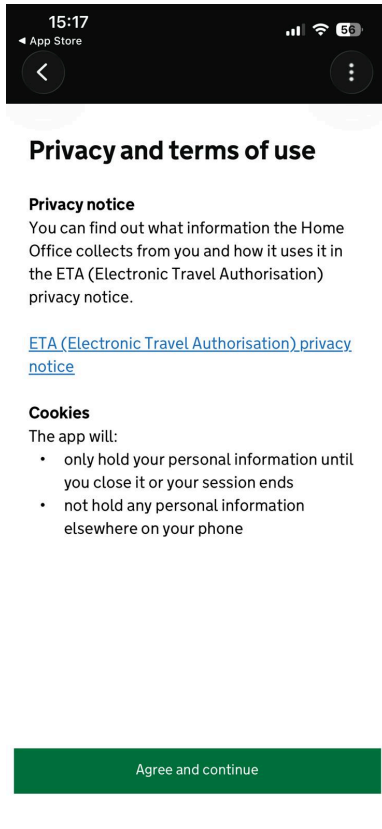 15:17
◀ App Store
56
Privacy and terms of use
Privacy notice
You can find out what information the Home
Office collects from you and how it uses it in
the ETA (Electronic Travel Authorisation)
privacy notice.
ETA (Electronic Travel Authorisation) privacy
notice
Cookies
The app will:
• only hold your personal information until
you close it or your session ends
• not hold any personal information
elsewhere on your phone
Agree and continue